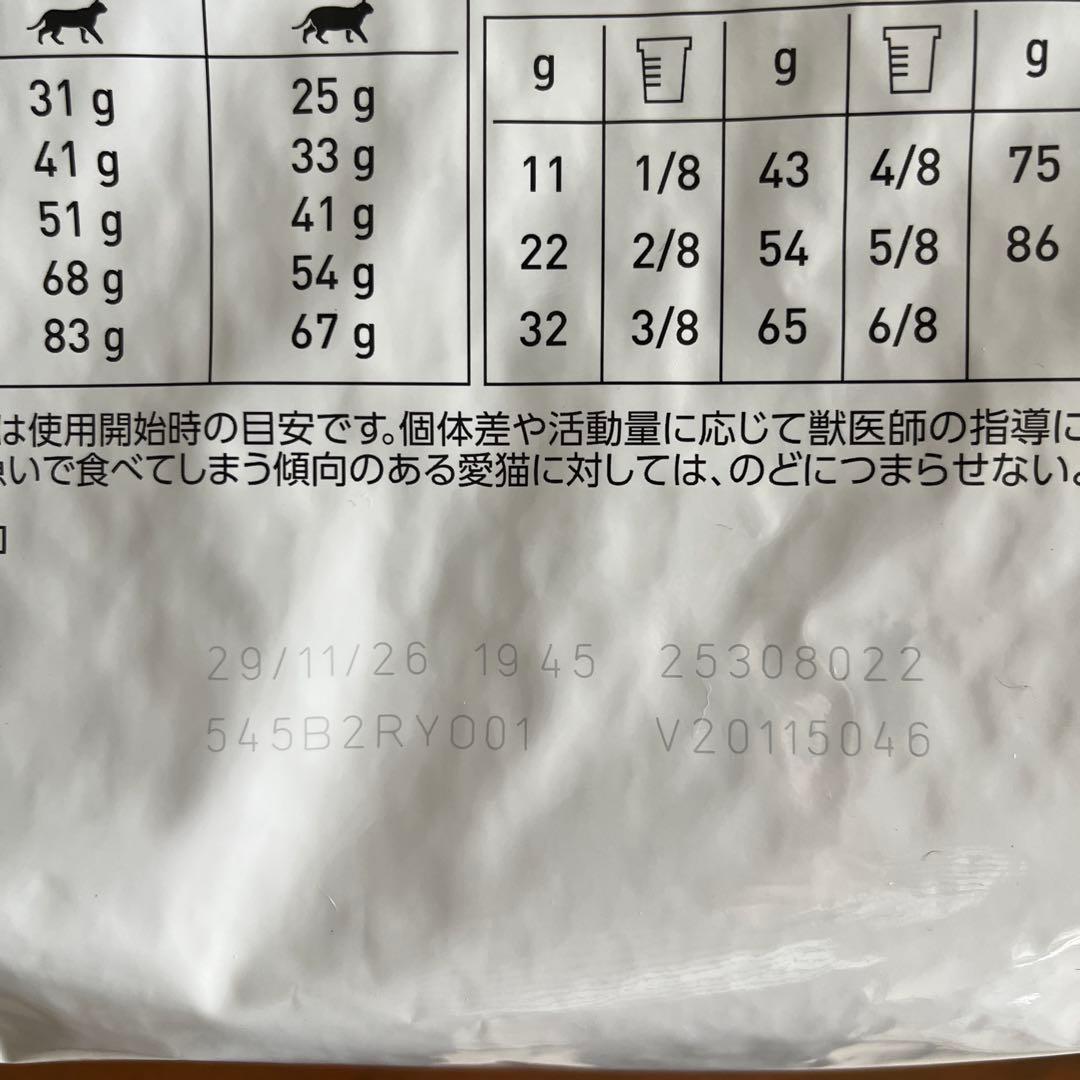 31 g 25 g
41 g 33 g
51 g 41 g
68 g 54 g
83 g 67 g
g g g
11 1/8 43 4/8 75
22 2/8 54 5/8 86
32 3/8 65 6/8
は使用開始時の目安です。個体差や活動量に応じて獣医師の指導に
いで食べてしまう傾向のある愛猫に対しては、のどにつまらせない
29/11/26 19 45 25308022
545B2RY001 V20115046